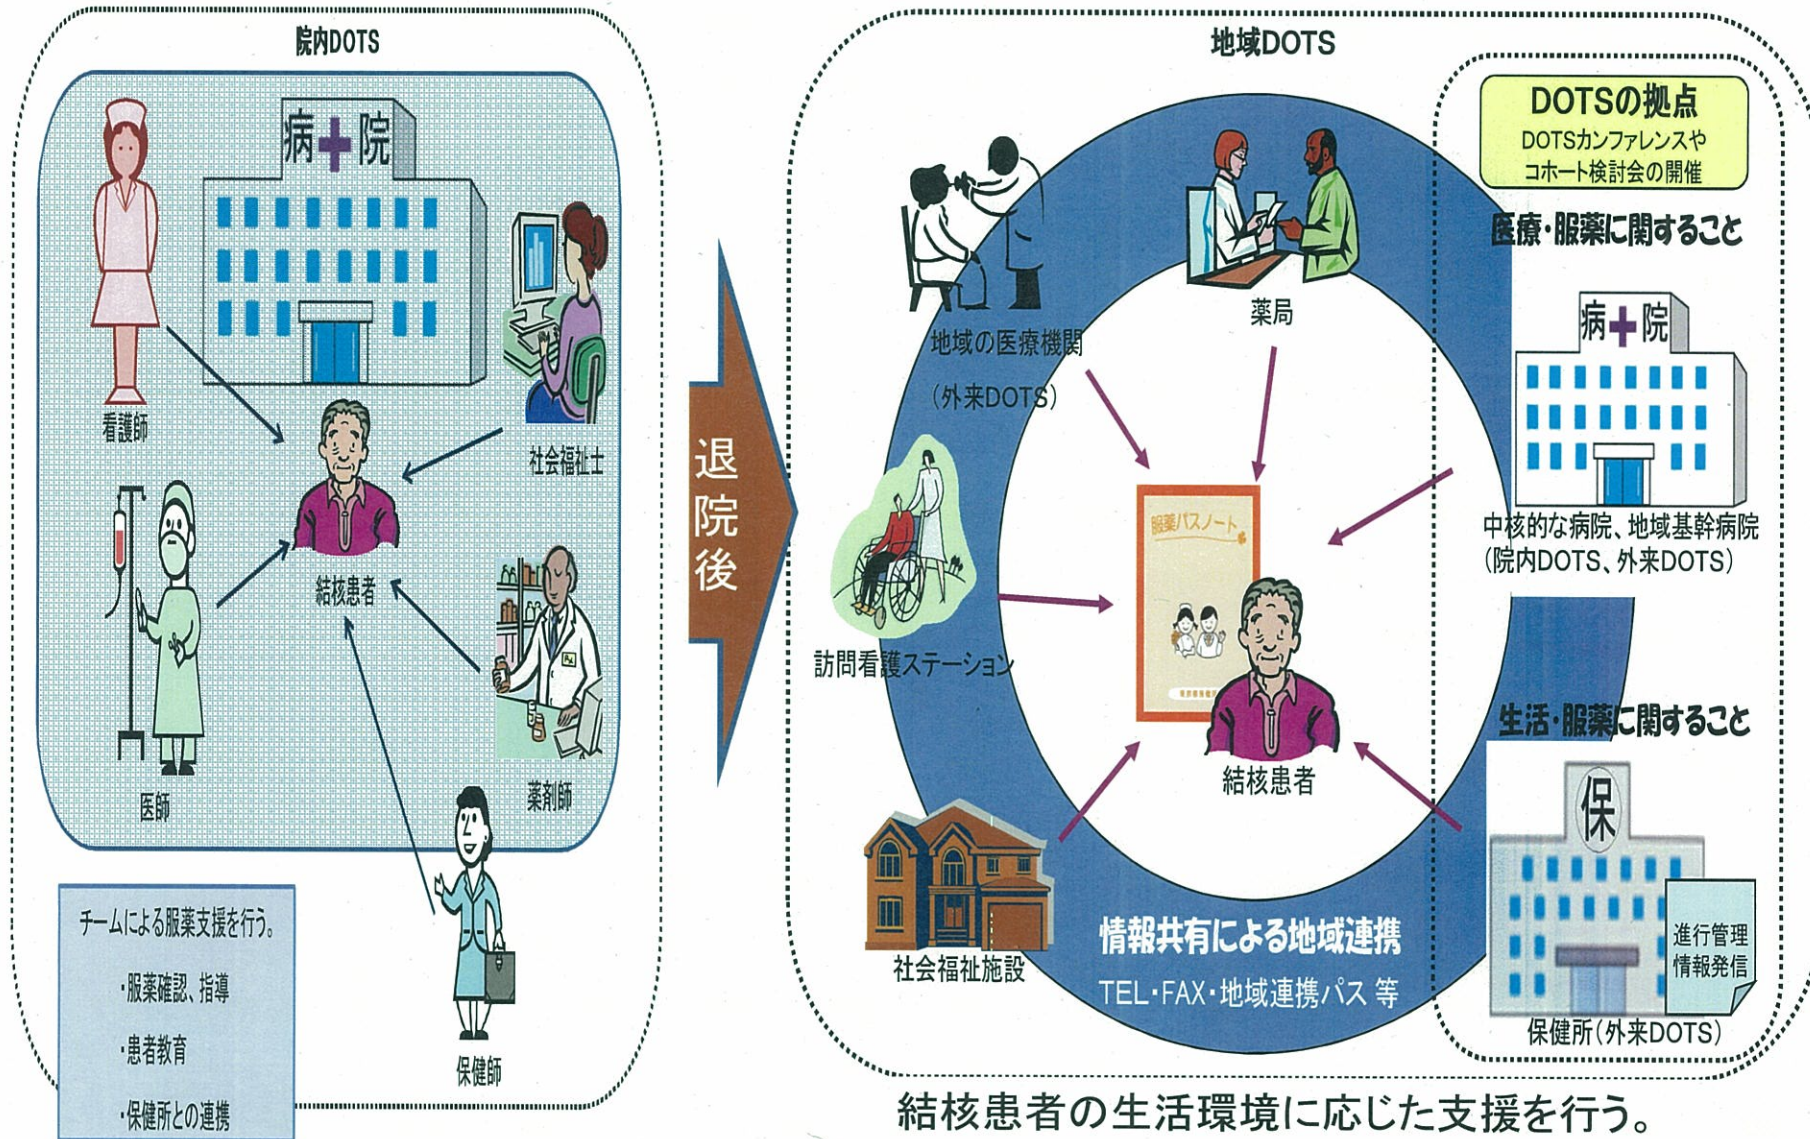 院内DOTS
病 院
看護師
社会福祉士
結核患者
医師
薬剤師
保健師
チームによる服薬支援を行う。
・服薬確認、指導
・患者教育
・保健所との連携
退院後
地域DOTS
DOTSの拠点
DOTSカンファレンスや
コホート検討会の開催
医療・服薬に関すること
薬局
地域の医療機関
(外来DOTS)
病 院
中核的な病院、地域基幹病院
(院内DOTS、外来DOTS)
服薬パスノート
訪問看護ステーション
結核患者
生活・服薬に関すること
保
進行管理
情報発信
保健所(外来DOTS)
社会福祉施設
情報共有による地域連携
TEL・FAX・地域連携パス 等
結核患者の生活環境に応じた支援を行う。